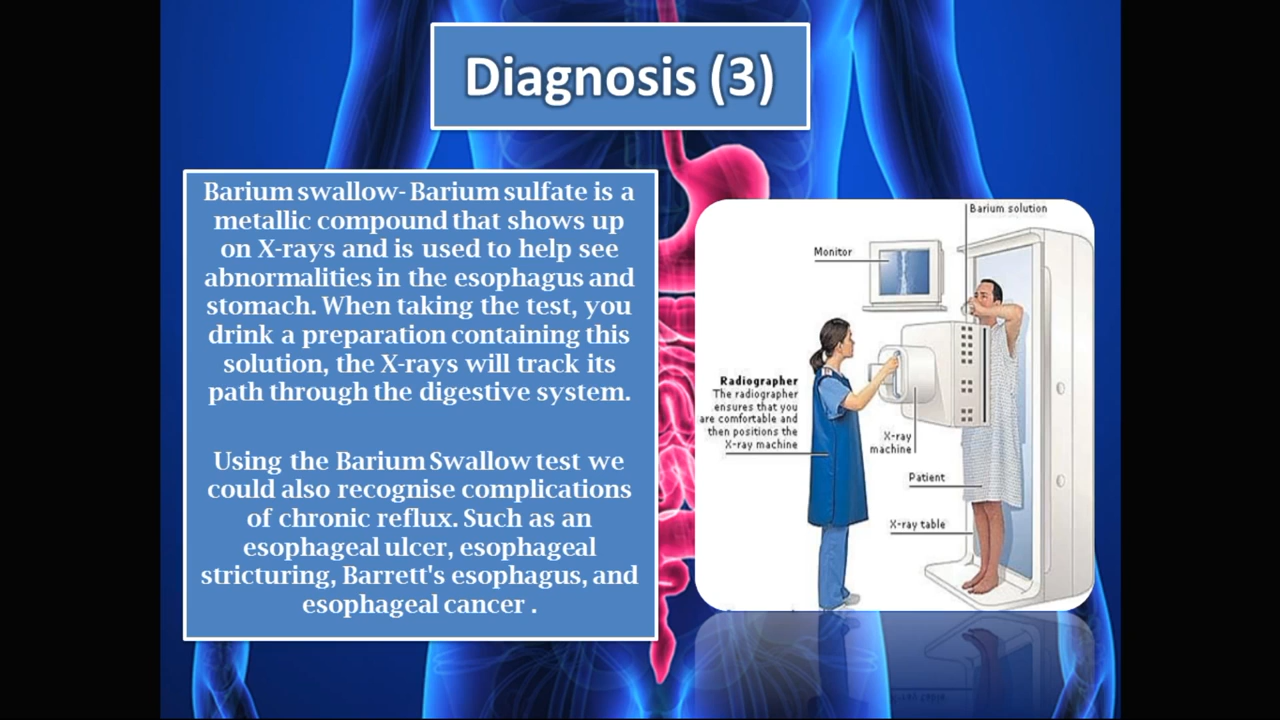 Diagnosis (3)
Barium swallow- Barium sulfate is a
metallic compound that shows up
on X-rays and is used to help see
abnormalities in the esophagus and
stomach. When taking the test, you
drink a preparation containing this
solution, the X-rays will track its
path through the digestive system.
Using the Barium Swallow test we
could also recognise complications
of chronic reflux. Such as an
esophageal ulcer, esophageal
stricturing, Barrett's esophagus, and
esophageal cancer .
Barium solution
Monitor
Radiographer
The radiographer
ensures that you
are comfortable and
then positions the
X-ray machine
X-ray
machine
Patient
X-ray table